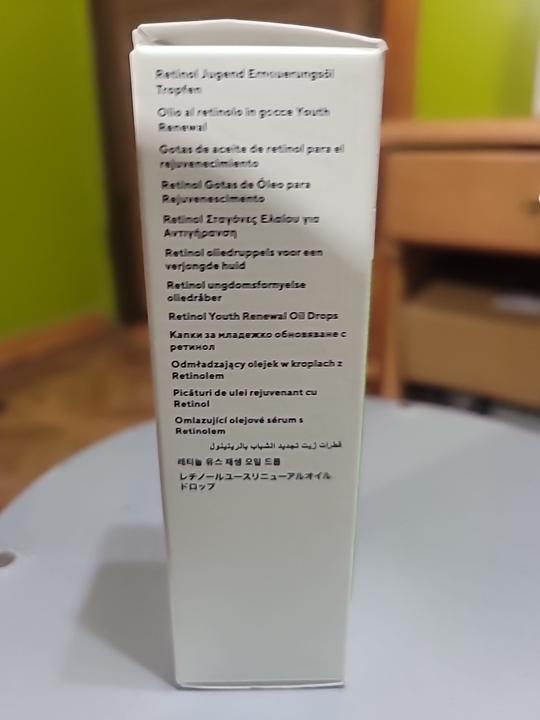 Retinol Jugend Erneuerungsöl
Tropfen
Olio al retinolo in gocce Youth
Renewal
Gotas de aceite de retinol para el
rejuvenecimiento
Retinol Gotas de Óleo para
Rejuvenescimento
Retinol Σταγόνες Ελαίου για
Αντιγήρανση
Retinol oliedruppels voor een
verjongde huid
Retinol ungdomsfornyelse
oliedråber
Retinol Youth Renewal Oil Drops
Капки за младежко обновяване с
ретинол
Odmładzający olejek w kroplach z
Retinolem
Picături de ulei rejuvenant cu
Retinol
Omlazující olejové sérum s
Retinolem
قطرات زيت تجديد الشباب بالريتينول
레티놀 유스 재생 오일 드롭
レチノールユースリニューアルオイル
ドロップ